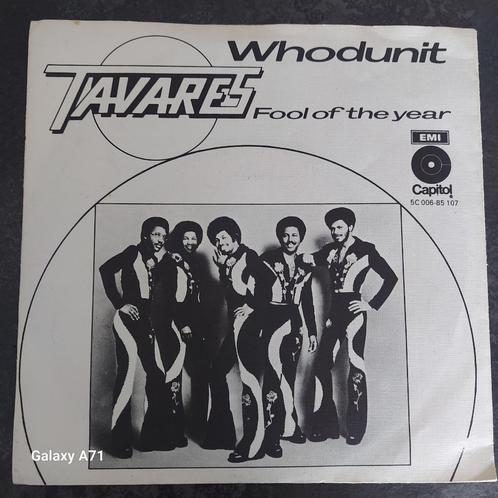 Whodunit
TAVARES
Fool of the year
EMI
Capitol
5C 006-85 107
Galaxy A71